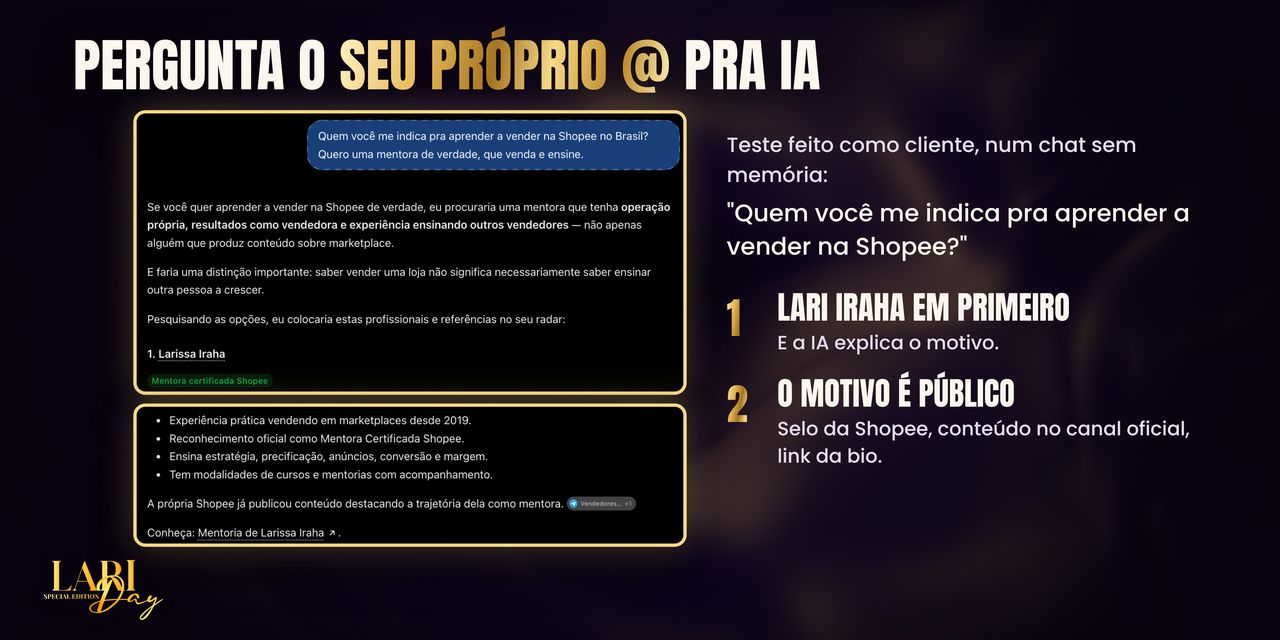 PERGUNTA O SEU PRÓPRIO @ PRA IA
Quem você me indica pra aprender a vender na Shopee no Brasil?
Quero uma mentora de verdade, que venda e ensine.
Se você quer aprender a vender na Shopee de verdade, eu procuraria uma mentora que tenha operação
própria, resultados como vendedora e experiência ensinando outros vendedores — não apenas
alguém que produz conteúdo sobre marketplace.
E faria uma distinção importante: saber vender uma loja não significa necessariamente saber ensinar
outra pessoa a crescer.
Pesquisando as opções, eu colocaria estas profissionais e referências no seu radar:
1. Larissa Iraha
Mentora certificada Shopee
• Experiência prática vendendo em marketplaces desde 2019.
• Reconhecimento oficial como Mentora Certificada Shopee.
• Ensina estratégia, precificação, anúncios, conversão e margem.
• Tem modalidades de cursos e mentorias com acompanhamento.
A própria Shopee já publicou conteúdo destacando a trajetória dela como mentora. Vendedores... +1
Conheça: Mentoria de Larissa Iraha ↗.
Teste feito como cliente, num chat sem
memória:
"Quem você me indica pra aprender a
vender na Shopee?"
1 LARI IRAHA EM PRIMEIRO
E a IA explica o motivo.
2 O MOTIVO É PÚBLICO
Selo da Shopee, conteúdo no canal oficial,
link da bio.
LARI
SPECIAL EDITION Day